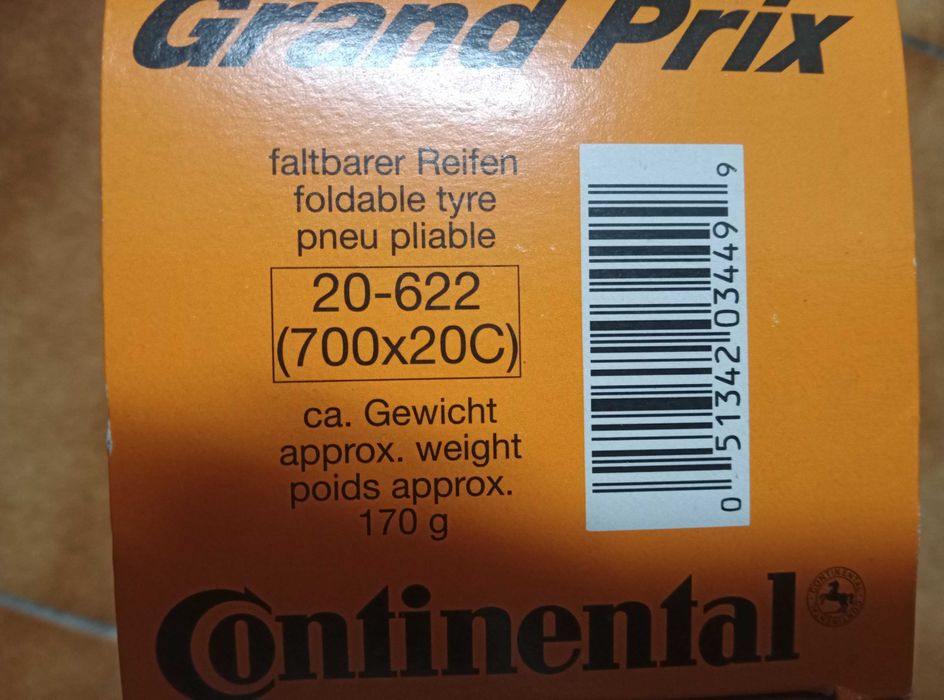 Grand Prix
faltbarer Reifen
foldable tyre
pneu pliable
20-622
(700x20C)
ca. Gewicht
approx. weight
poids approx.
170 g
0 51342 03449 9
Continental